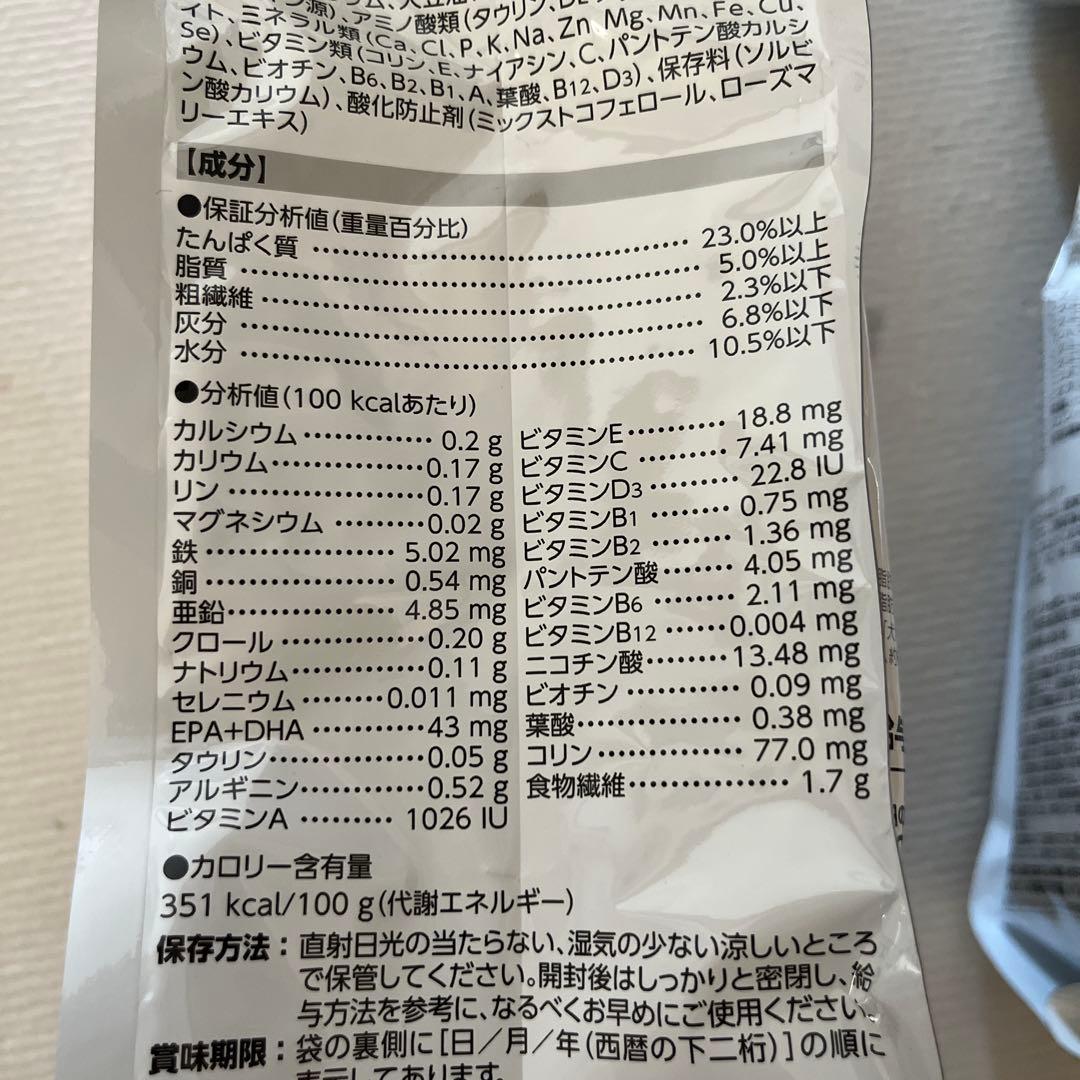 源)、アミノ酸類(タウリン、DL
イト、ミネラル類(Ca、Cl、P、K、Na、Zn、Mg、Mn、Fe、Cu、
Se)、ビタミン類(コリン、E、ナイアシン、C、パントテン酸カルシ
ウム、ビオチン、B6、B2、B1、A、葉酸、B12、D3)、保存料(ソルビ
ン酸カリウム)、酸化防止剤(ミックストコフェロール、ローズマ
リーエキス)
【成分】
●保証分析値(重量百分比)
たんぱく質 ……………… 23.0%以上
脂質 ……………… 5.0%以上
粗繊維 ……………… 2.3%以下
灰分 ……………… 6.8%以下
水分 ……………… 10.5%以下
●分析値(100 kcalあたり)
カルシウム ………… 0.2 g
カリウム ………… 0.17 g
リン ………… 0.17 g
マグネシウム ……… 0.02 g
鉄 ………… 5.02 mg
銅 ………… 0.54 mg
亜鉛 ………… 4.85 mg
クロール ………… 0.20 g
ナトリウム ………… 0.11 g
セレニウム ……… 0.011 mg
EPA+DHA ……… 43 mg
タウリン ………… 0.05 g
アルギニン ………… 0.52 g
ビタミンA ……… 1026 IU
ビタミンE ……… 18.8 mg
ビタミンC ……… 7.41 mg
ビタミンD3 ……… 22.8 IU
ビタミンB1 ……… 0.75 mg
ビタミンB2 ……… 1.36 mg
パントテン酸 …… 4.05 mg
ビタミンB6 ……… 2.11 mg
ビタミンB12 …… 0.004 mg
ニコチン酸 ……… 13.48 mg
ビオチン ………… 0.09 mg
葉酸 ………… 0.38 mg
コリン ………… 77.0 mg
食物繊維 ………… 1.7 g
●カロリー含有量
351 kcal/100 g(代謝エネルギー)
保存方法:直射日光の当たらない、湿気の少ない涼しいところ
で保管してください。開封後はしっかりと密閉し、給
与方法を参考に、なるべくお早めにご使用ください。
賞味期限:袋の裏側に[日/月/年(西暦の下二桁)]の順に
表示してあります。